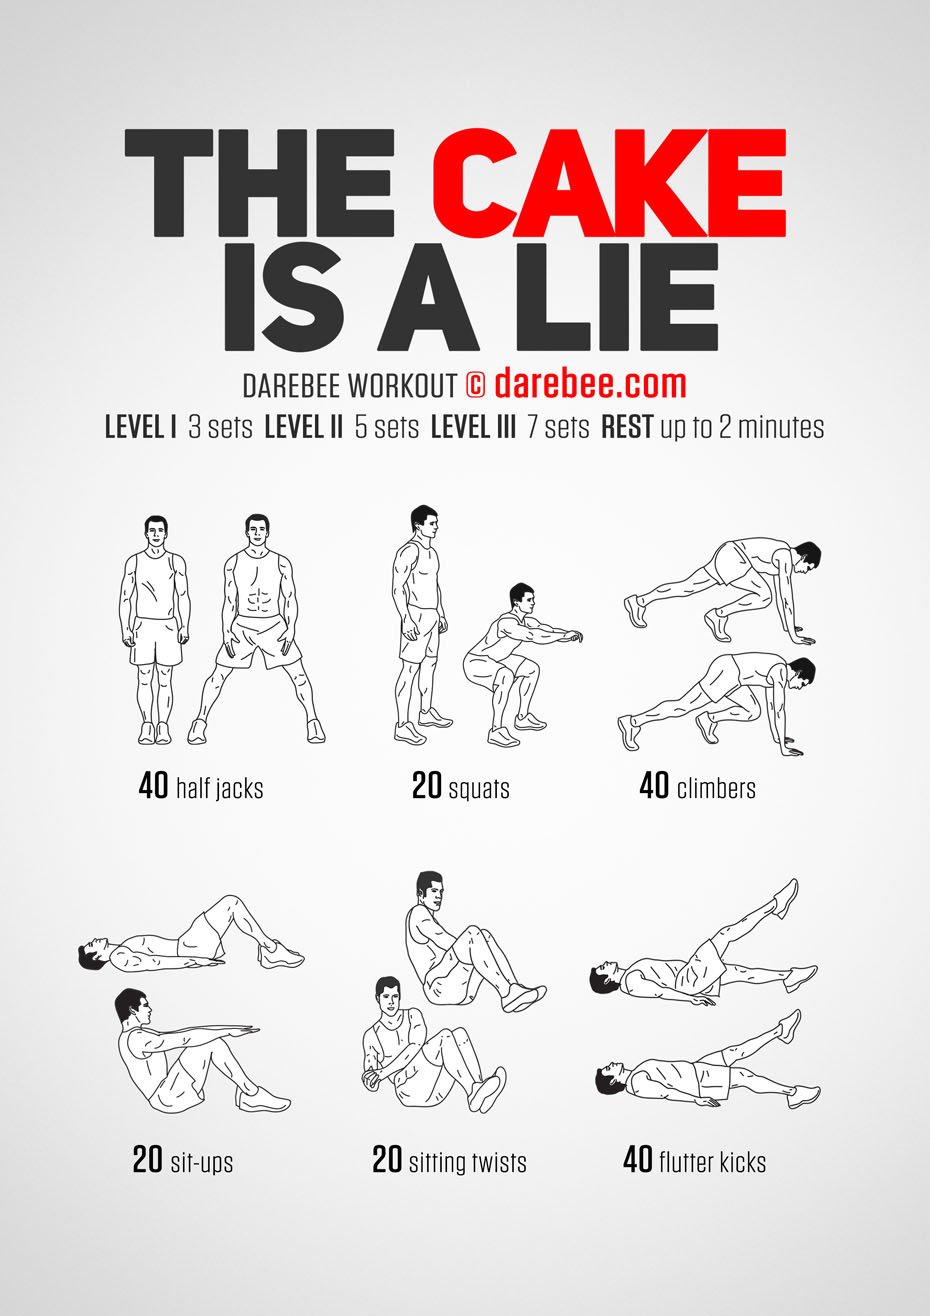 THE CAKE
IS A LIE
DAREBEE WORKOUT © darebee.com
LEVEL I 3 sets LEVEL II 5 sets LEVEL III 7 sets REST up to 2 minutes
40 half jacks
20 squats
40 climbers
20 sit-ups
20 sitting twists
40 flutter kicks